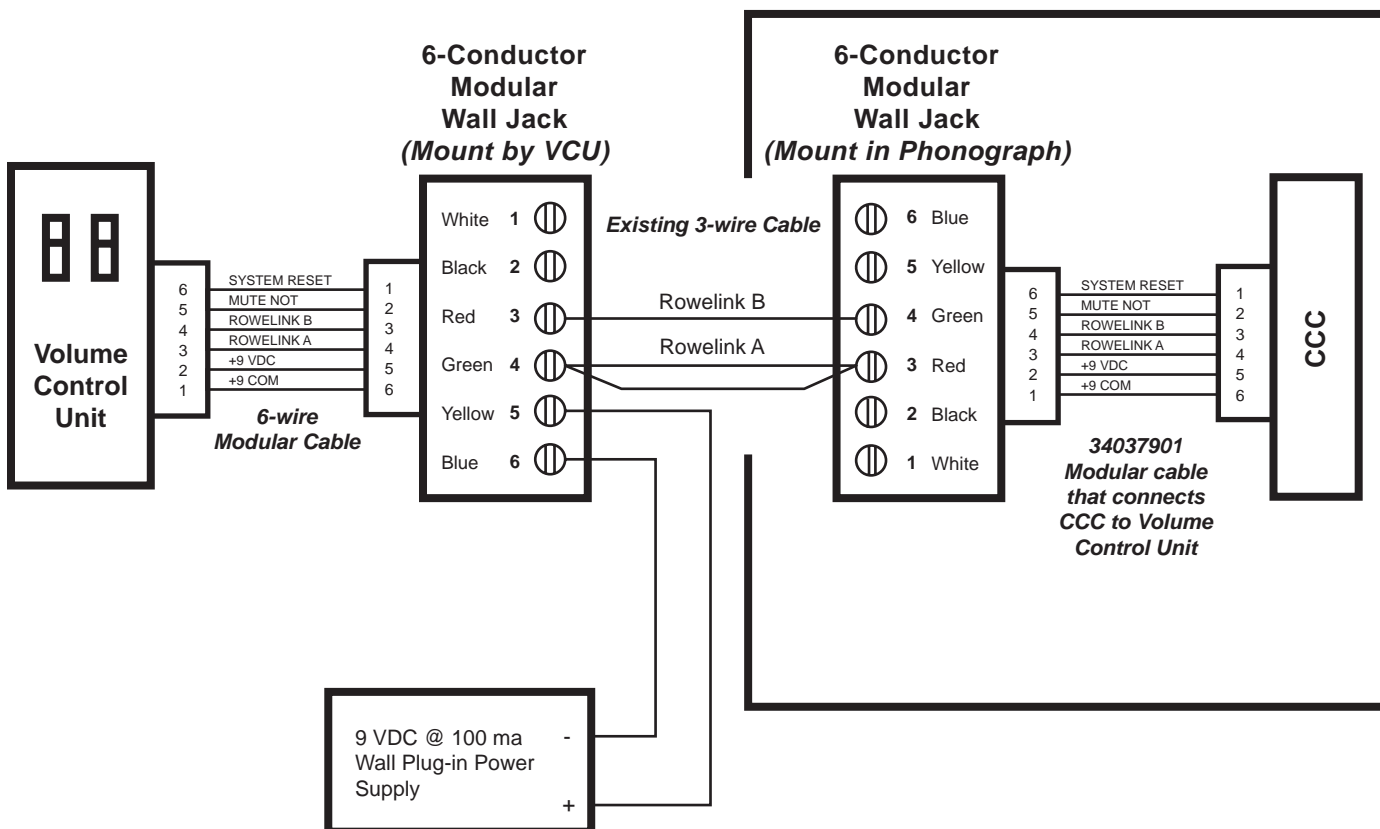 6-Conductor
Modular
Wall Jack
(Mount by VCU)
6-Conductor
Modular
Wall Jack
(Mount in Phonograph)
Volume
Control
Unit
6
5
4
3
2
1
SYSTEM RESET
MUTE NOT
ROWELINK B
ROWELINK A
+9 VDC
+9 COM
6-wire
Modular Cable
1
2
3
4
5
6
White 1
Black 2
Red 3
Green 4
Yellow 5
Blue 6
Existing 3-wire Cable
Rowelink B
Rowelink A
6 Blue
5 Yellow
4 Green
3 Red
2 Black
1 White
6
5
4
3
2
1
SYSTEM RESET
MUTE NOT
ROWELINK B
ROWELINK A
+9 VDC
+9 COM
1
2
3
4
5
6
CCC
34037901
Modular cable
that connects
CCC to Volume
Control Unit
9 VDC @ 100 ma -
Wall Plug-in Power
Supply
+